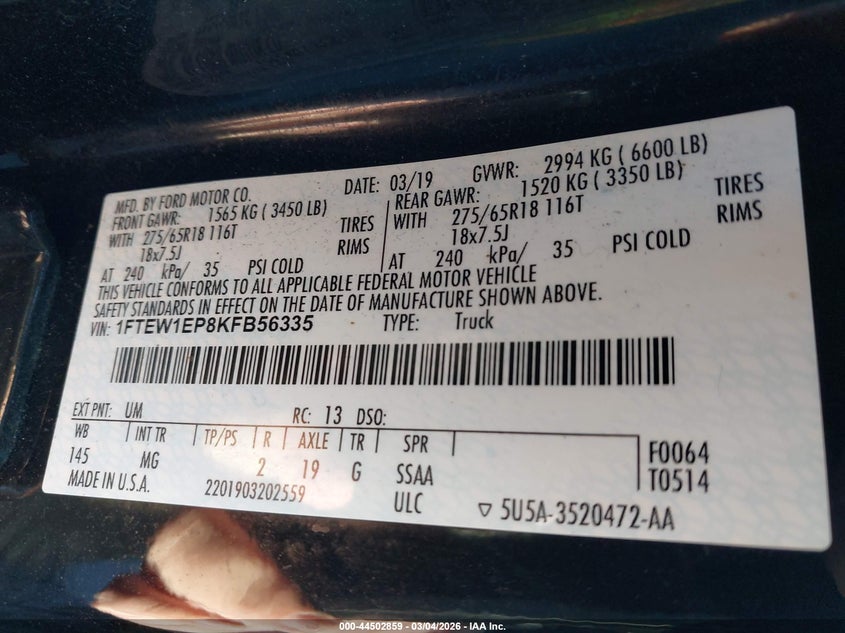 MFD. BY FORD MOTOR CO. DATE: 03/19 GVWR: 2994 KG ( 6600 LB)
FRONT GAWR: 1565 KG ( 3450 LB) REAR GAWR: 1520 KG ( 3350 LB)
WITH 275/65R18 116T TIRES WITH 275/65R18 116T TIRES
18x7.5J RIMS 18x7.5J RIMS
AT 240 kPa/ 35 PSI COLD AT 240 kPa/ 35 PSI COLD
THIS VEHICLE CONFORMS TO ALL APPLICABLE FEDERAL MOTOR VEHICLE
SAFETY STANDARDS IN EFFECT ON THE DATE OF MANUFACTURE SHOWN ABOVE.
VIN: 1FTEW1EP8KFB56335 TYPE: Truck
EXT PNT: UM RC: 13 DSO:
WB INT TR TP/PS R AXLE TR SPR F0064
145 MG 2 19 G SSAA T0514
MADE IN U.S.A. 2201903202559 ULC ▽ 5U5A-3520472-AA
000-44502859 - 03/04/2026 - IAA Inc.